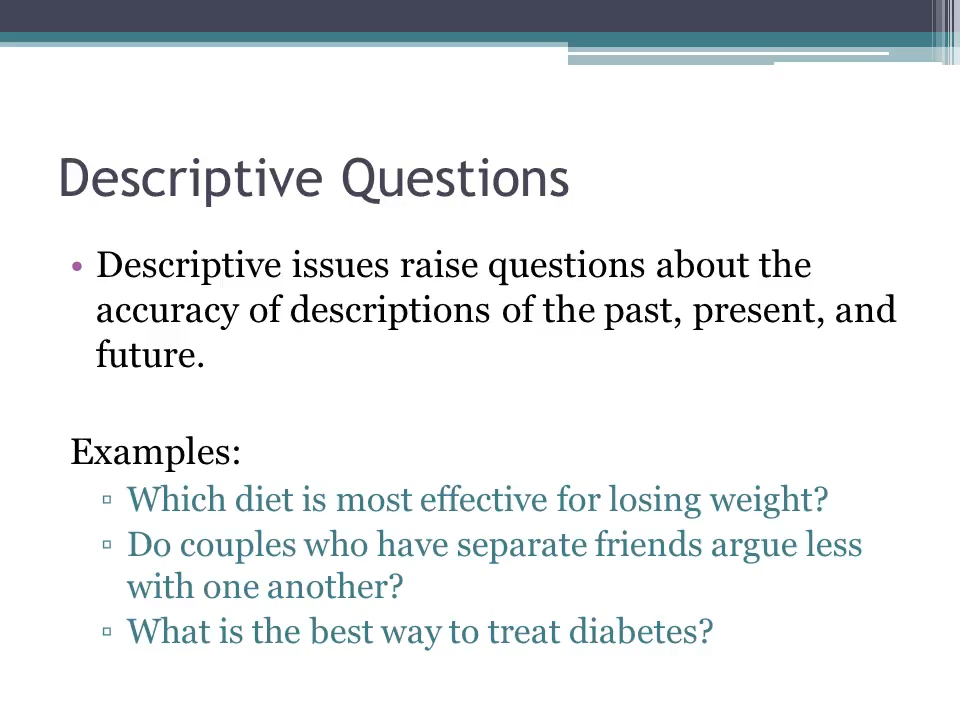 Descriptive Questions
• Descriptive issues raise questions about the
accuracy of descriptions of the past, present, and
future.
Examples:
▫ Which diet is most effective for losing weight?
▫ Do couples who have separate friends argue less
with one another?
▫ What is the best way to treat diabetes?